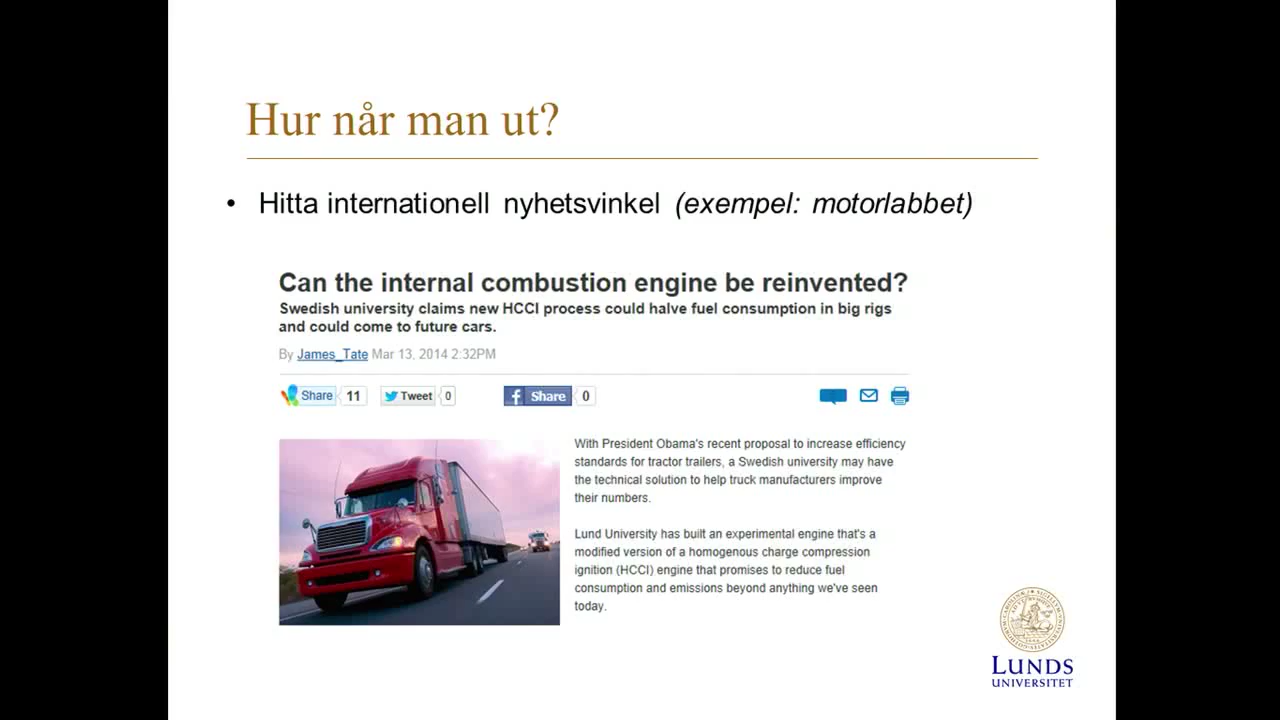 Hur når man ut?
• Hitta internationell nyhetsvinkel (exempel: motorlabbet)
Can the internal combustion engine be reinvented?
Swedish university claims new HCCI process could halve fuel consumption in big rigs
and could come to future cars.
By James_Tate Mar 13, 2014 2:32PM
Share 11 Tweet 0 Share 0
With President Obama's recent proposal to increase efficiency
standards for tractor trailers, a Swedish university may have
the technical solution to help truck manufacturers improve
their numbers.
Lund University has built an experimental engine that's a
modified version of a homogenous charge compression
ignition (HCCI) engine that promises to reduce fuel
consumption and emissions beyond anything we've seen
today.
LUNDS
UNIVERSITET